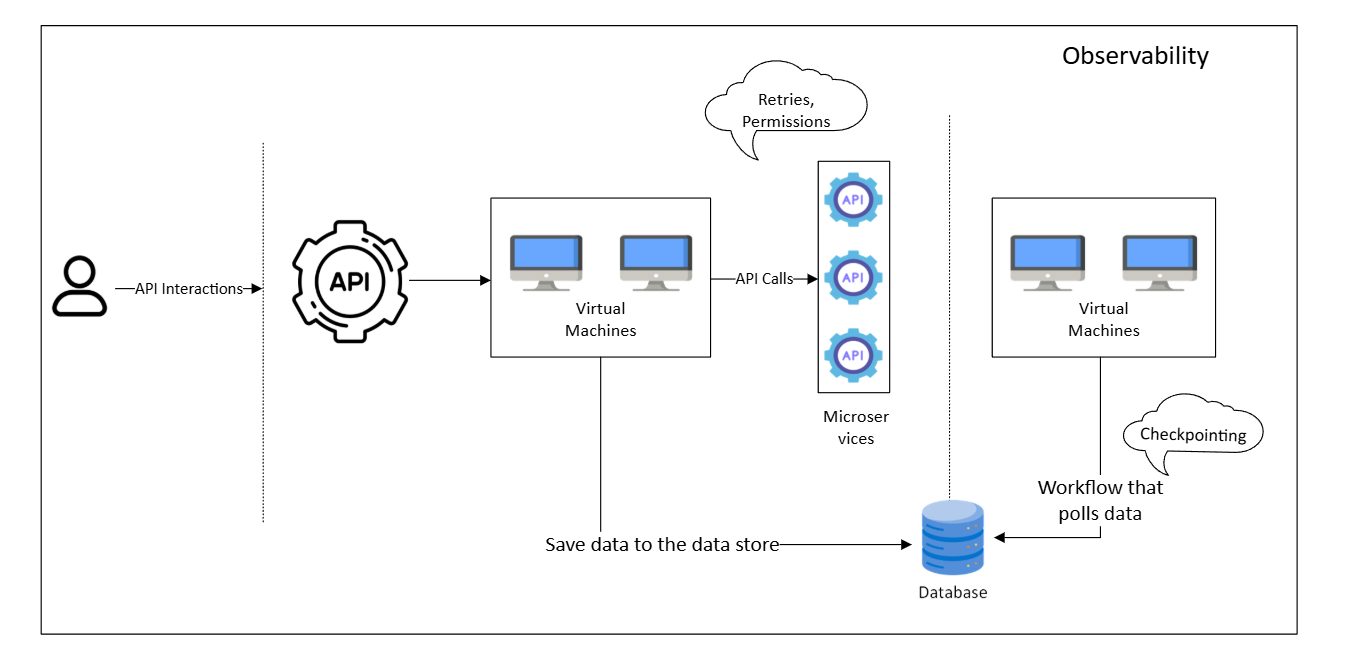 Observability
Retries,
Permissions
API
API
API
API Interactions
API
Virtual
Machines
API Calls
Microser
vices
Virtual
Machines
Checkpointing
Workflow that
polls data
Save data to the data store
Database